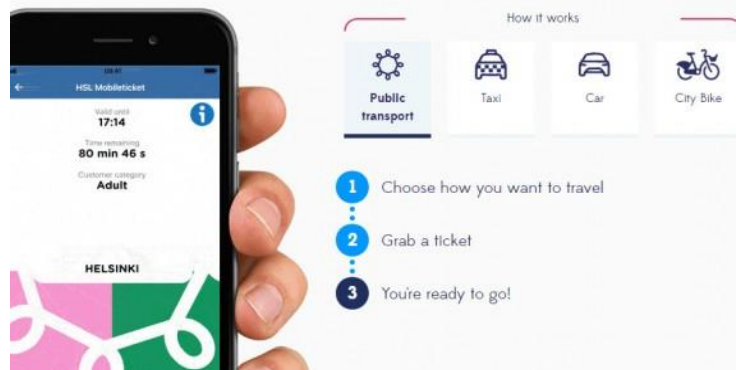 HSL Mobileticket
Valid until
17:14
Time remaining
80 min 46 s
Customer category
Adult
HELSINKI
How it works
Public transport
Taxi
Car
City Bike
1 Choose how you want to travel
2 Grab a ticket
3 You're ready to go!